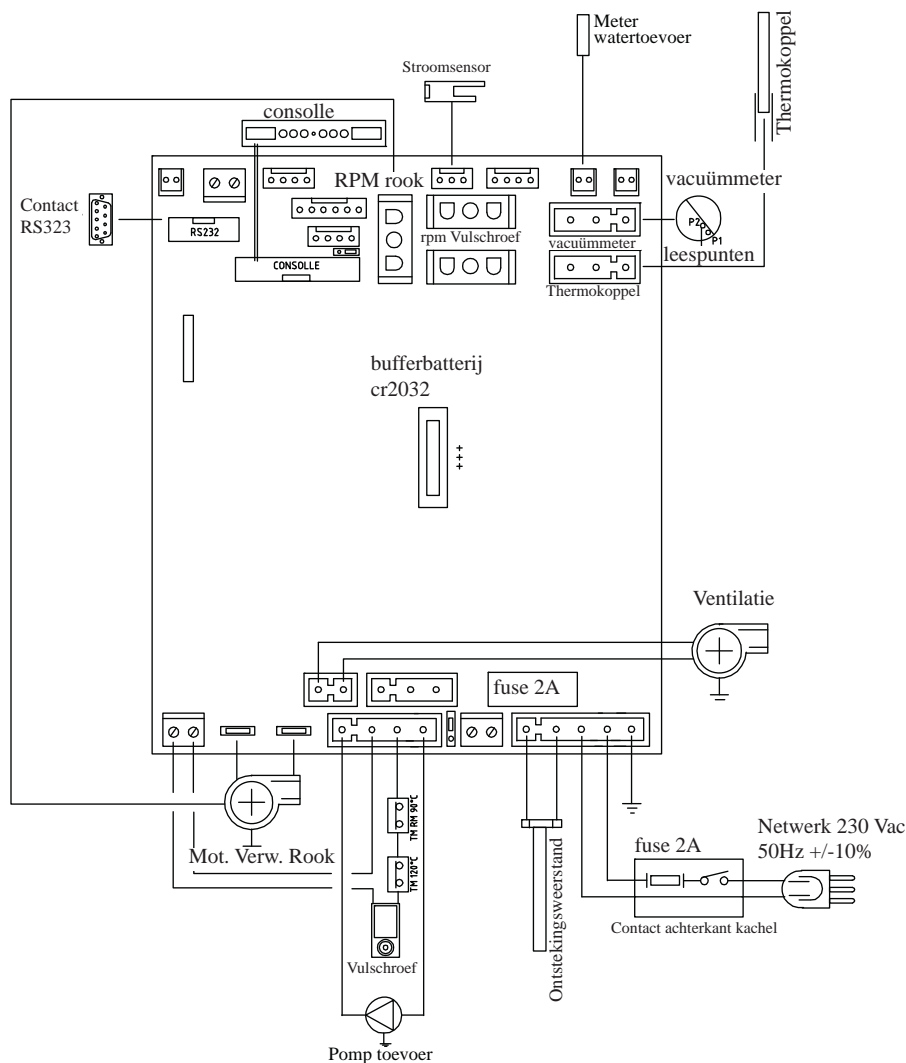 Meter
watertoevoer
Stroomsensor
Thermokoppel
consolle
RPM rook
vacuümmeter
Contact
RS323
RS232
rpm Vulschroef
vacuümmeter
P2
P1
leespunten
CONSOLLE
Thermokoppel
bufferbatterij
cr2032
+++
Ventilatie
fuse 2A
TM RM 90°C
Mot. Verw. Rook
TM 120°C
Netwerk 230 Vac
50Hz +/-10%
fuse 2A
Contact achterkant kachel
Ontstekingsweerstand
Vulschroef
Pomp toevoer